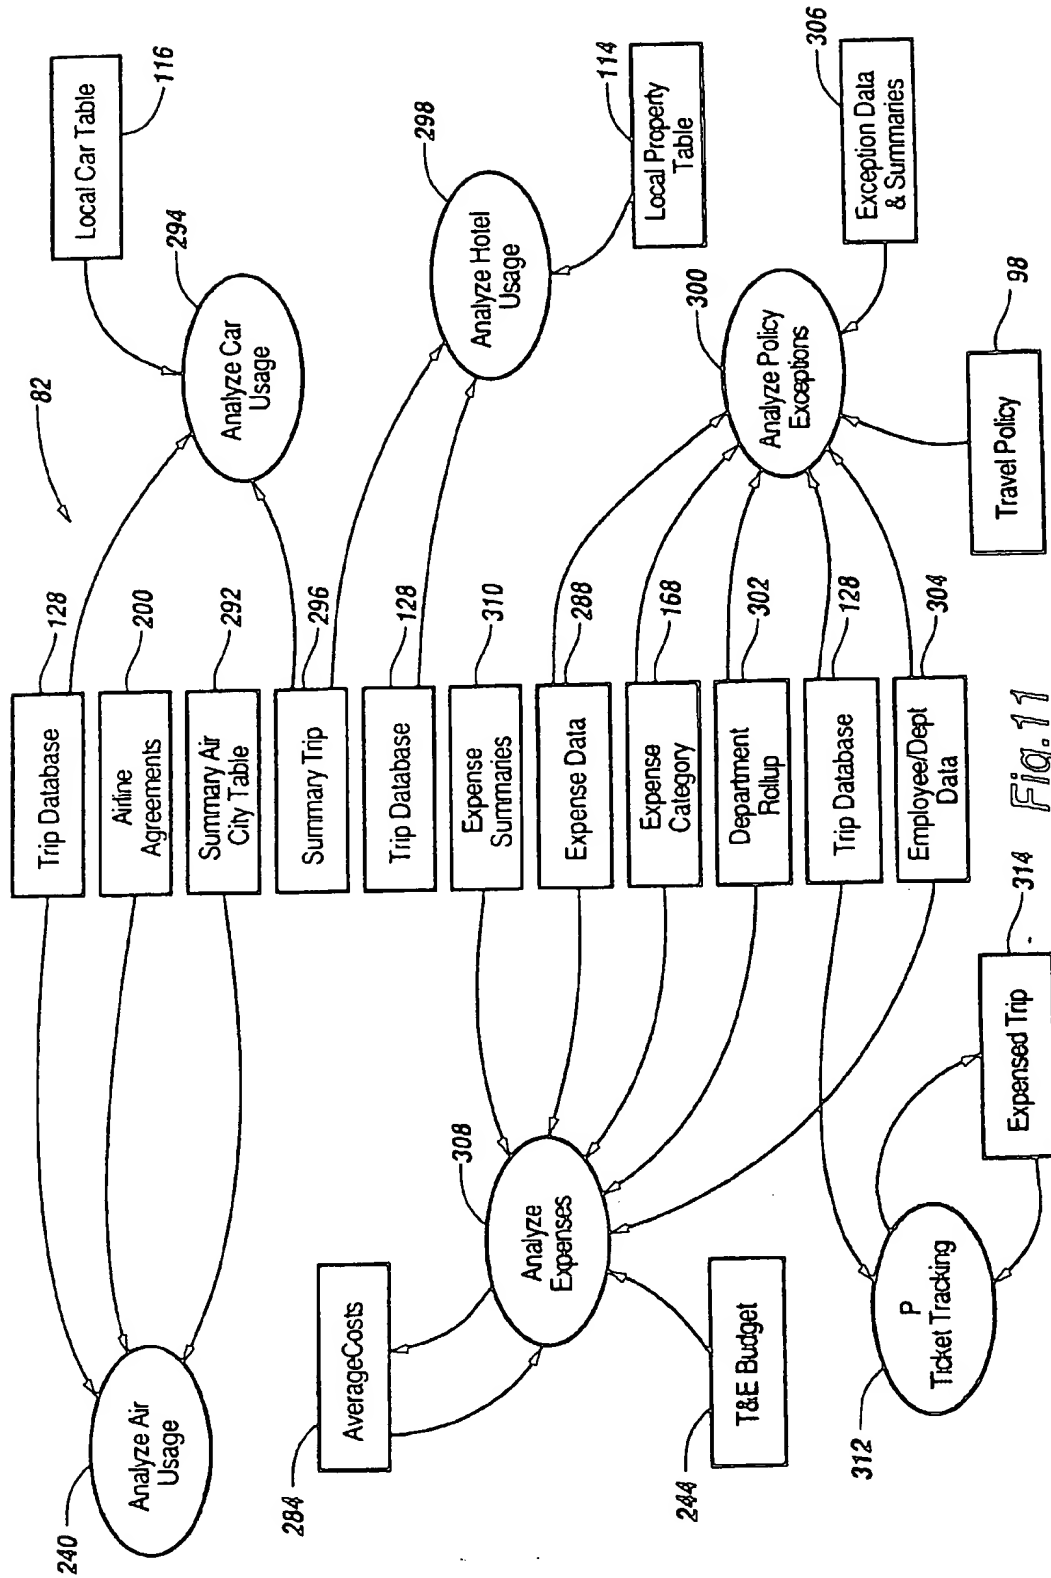 82
Local Car Table
116
294
Analyze Car
Usage
298
Analyze Hotel
Usage
114
Local Property
Table
306
Exception Data
& Summaries
300
Analyze Policy
Exceptions
98
Travel Policy
128
Trip Database
200
Airline
Agreements
292
Summary Air
City Table
296
Summary Trip
128
Trip Database
310
Expense
Summaries
288
Expense Data
168
Expense
Category
302
Department
Rollup
128
Trip Database
304
Employee/Dept
Data
240
Analyze Air
Usage
284
AverageCosts
308
Analyze
Expenses
244
T&E Budget
312
P
Ticket Tracking
314
Expensed Trip
Fig.11